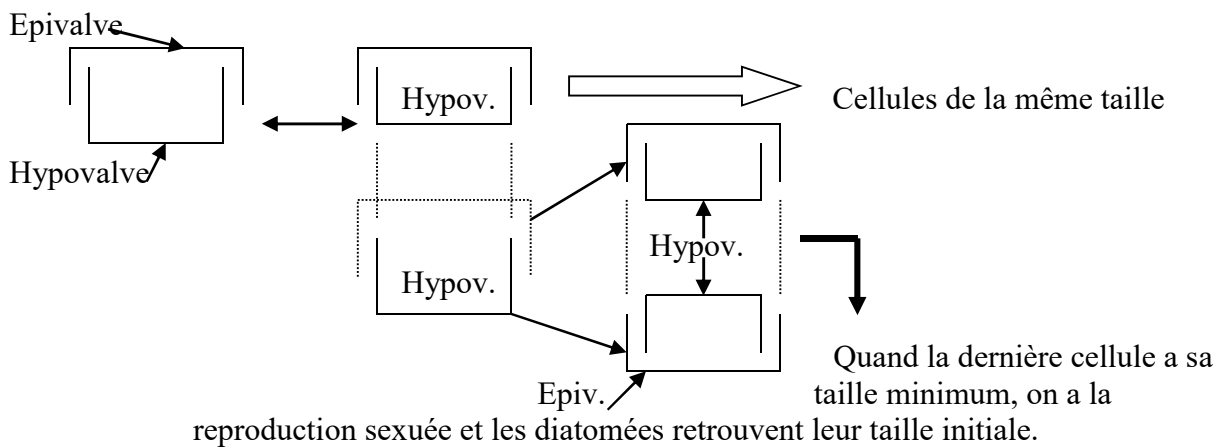 Epivalve
Hypov.
Cellules de la même taille
Hypovalve
Hypov.
Hypov.
Quand la dernière cellule a sa
Epiv.
taille minimum, on a la
reproduction sexuée et les diatomées retrouvent leur taille initiale.